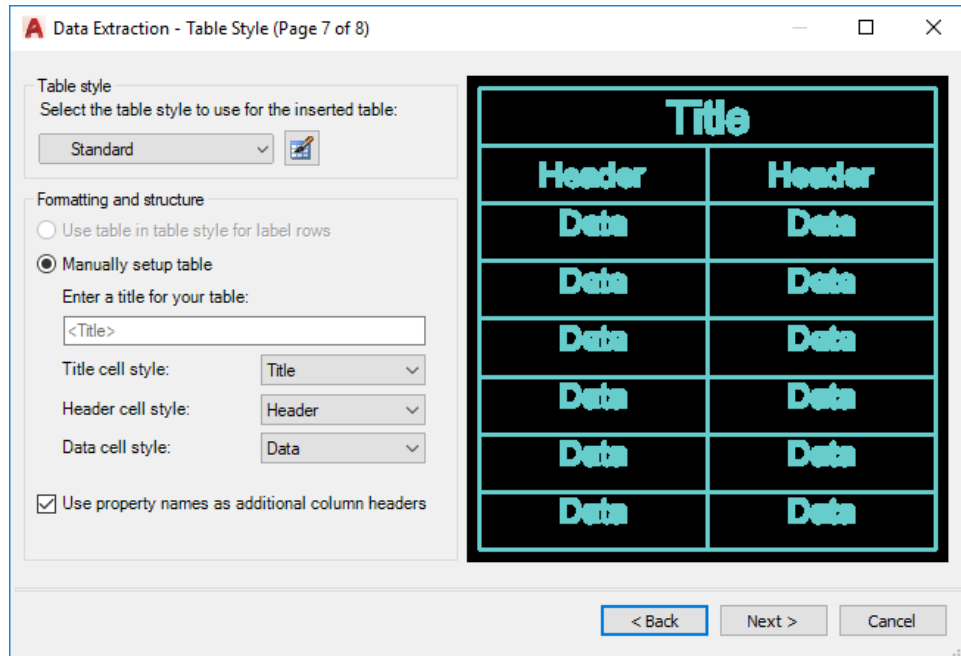 Data Extraction - Table Style (Page 7 of 8)
Table style
Select the table style to use for the inserted table:
Standard
Formatting and structure
Use table in table style for label rows
Manually setup table
Enter a title for your table:
<Title>
Title cell style: Title
Header cell style: Header
Data cell style: Data
Use property names as additional column headers
Title
Header Header
Data Data
Data Data
Data Data
Data Data
Data Data
Data Data
< Back Next > Cancel